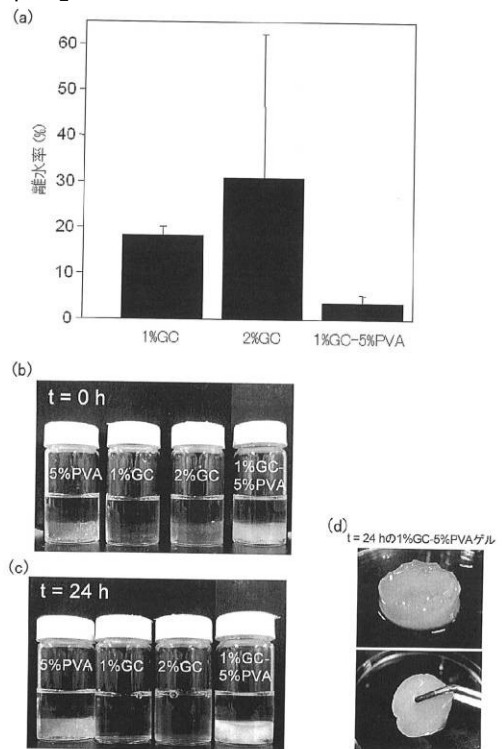 (a)
60
50
40
30
20
10
0
離水率(%)
1%GC
2%GC
1%GC-5%PVA
(b)
t = 0 h
5%PVA
1%GC
2%GC
1%GC-
5%PVA
(c)
t = 24 h
5%PVA
1%GC
2%GC
1%GC-
5%PVA
(d)
t = 24 hの1%GC-5%PVAゲル